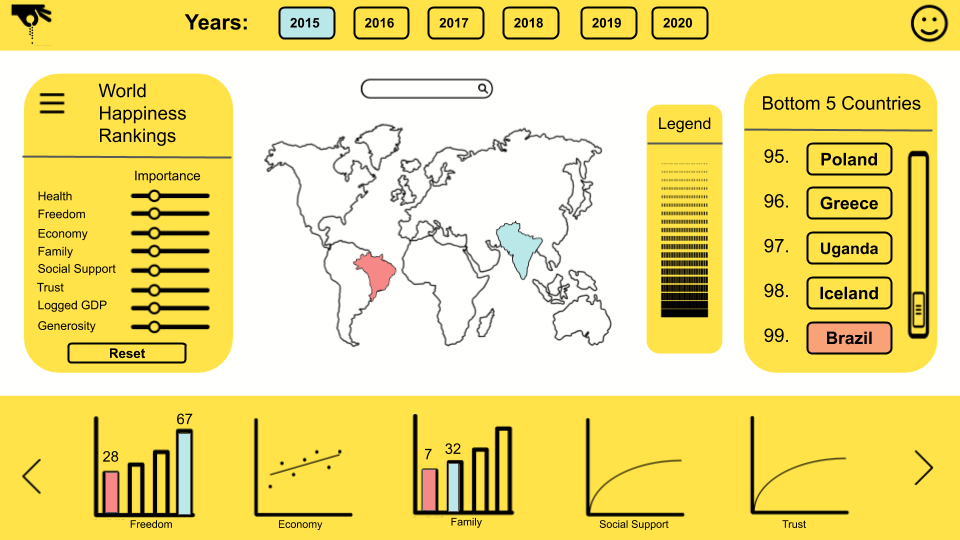 Years:
2015
2016
2017
2018
2019
2020
World
Happiness
Rankings
Importance
Health
Freedom
Economy
Family
Social Support
Trust
Logged GDP
Generosity
Reset
Legend
Bottom 5 Countries
95. Poland
96. Greece
97. Uganda
98. Iceland
99. Brazil
28
67
Freedom
Economy
7
32
Family
Social Support
Trust